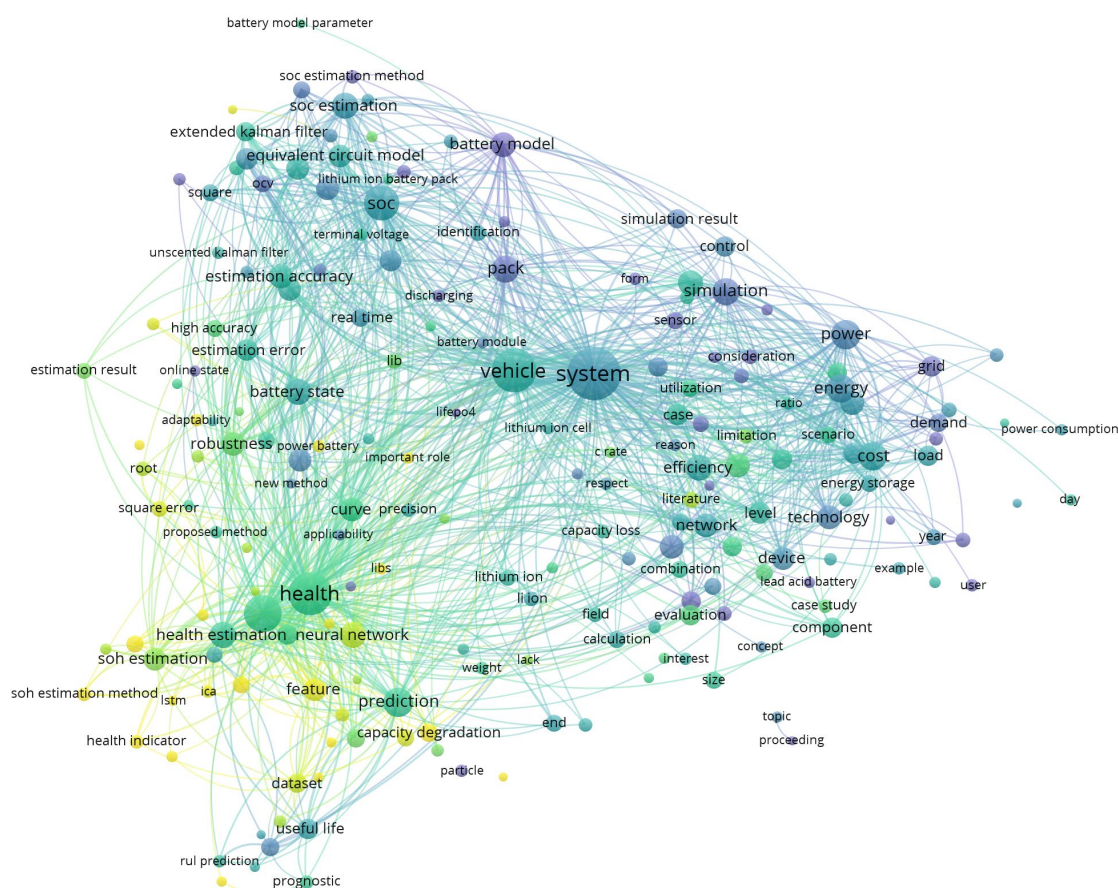 battery model parameter
soc estimation method
soc estimation
extended kalman filter
battery model
equivalent circuit model
lithium ion battery pack
ocv
square
soc
simulation result
terminal voltage
identification
control
unscented kalman filter
pack
estimation accuracy
form
simulation
discharging
real time
sensor
high accuracy
power
battery module
estimation error
consideration
lib
grid
estimation result
online state
vehicle
system
utilization
energy
battery state
ratio
lifepo4
case
adaptability
demand
lithium ion cell
power consumption
limitation
scenario
robustness
power battery
reason
c rate
important role
cost
load
root
efficiency
new method
respect
energy storage
literature
day
square error
curve
precision
level
technology
network
proposed method
applicability
capacity loss
year
device
libs
combination
example
lithium ion
lead acid battery
user
health
li ion
case study
field
evaluation
component
health estimation
neural network
calculation
concept
soh estimation
lack
interest
weight
size
soh estimation method
ica
feature
lstm
prediction
topic
end
capacity degradation
health indicator
proceeding
particle
dataset
useful life
rul prediction
prognostic